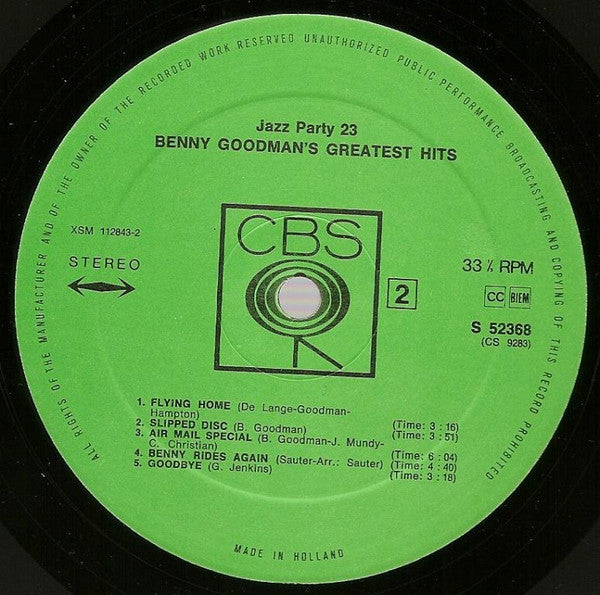 ALL RIGHTS OF THE MANUFACTURER AND OF THE OWNER OF THE RECORDED WORK RESERVED UNAUTHORIZED PUBLIC PERFORMANCE BROADCASTING AND COPYING OF THIS RECORD PROHIBITED
Jazz Party 23
BENNY GOODMAN'S GREATEST HITS
XSM 112843-2
STEREO
CBS
2
33⅓ RPM
CC BIEM
S 52368
(CS 9283)
1. FLYING HOME (De Lange-Goodman-
Hampton) (Time: 3 : 16)
2. SLIPPED DISC (B. Goodman) (Time: 3 : 51)
3. AIR MAIL SPECIAL (B. Goodman-J. Mundy-
C. Christian) (Time: 6 : 04)
4. BENNY RIDES AGAIN (Sauter-Arr.: Sauter) (Time: 4 : 40)
5. GOODBYE (G. Jenkins) (Time: 3 : 18)
MADE IN HOLLAND